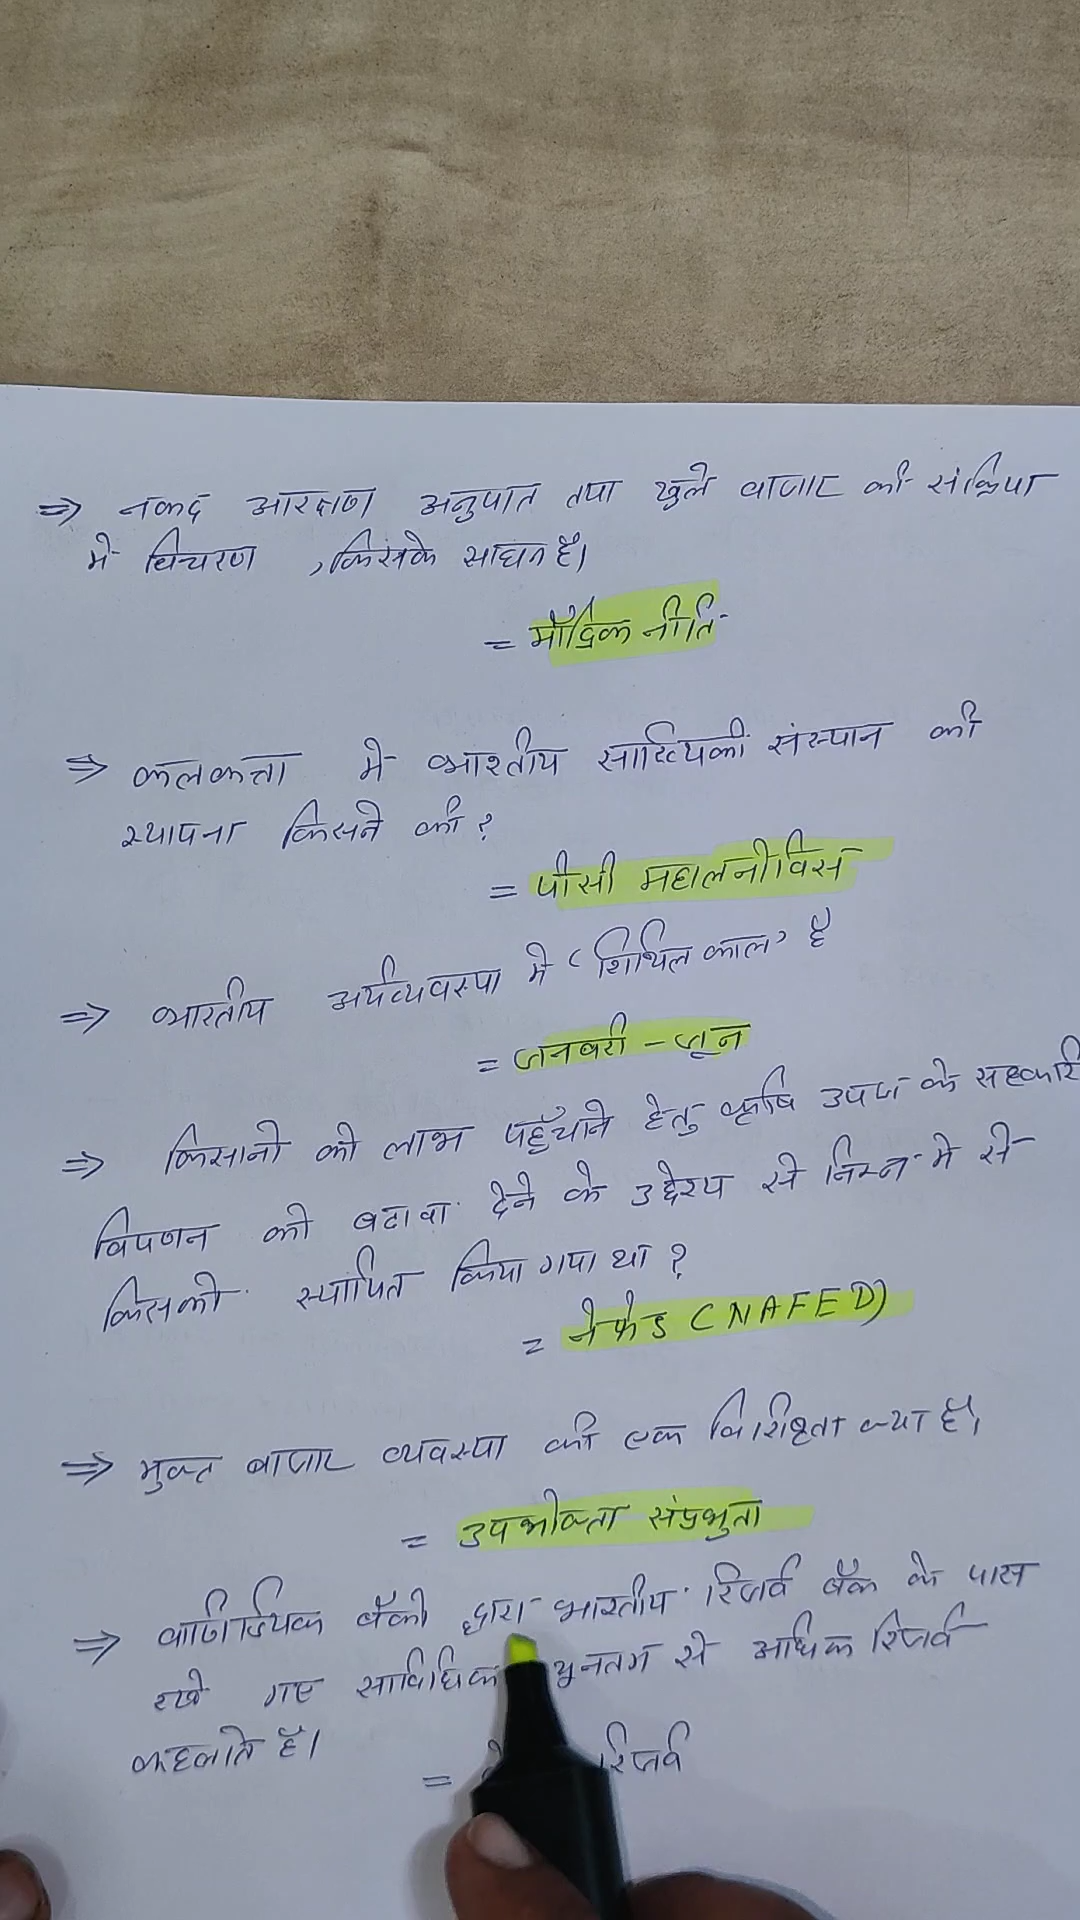 ⇒ नकद आरक्षण अनुपात तथा खुले बाजार की संक्रिया
मे विचरण , किसके साधन है।
= मौद्रिक नीति
⇒ कलकत्ता मे भारतीय सांख्यिकी संस्थान की
स्थापना किसने की ?
= पीसी महालनोविस
⇒ भारतीय अर्थव्यवस्था मे 'शिथिल काल' है
= जनवरी - जून
⇒ किसानो को लाभ पहुँचाने हेतु कृषि उपज के सहकारि
विपणन को बढावा देने के उद्देश्य से निम्न मे से
किसको स्थापित किया गया था ?
= नेफेड (NAFED)
⇒ मुक्त बाजार व्यवस्था की एक विशिष्टता क्या है।
= उपभोक्ता संप्रभुता
⇒ वाणिज्यिक बैंको द्वारा भारतीय रिजर्व बैंक के पास
रखे गए साविधिक से अधिक रिजर्व
कहलाते है।
= रिजर्व